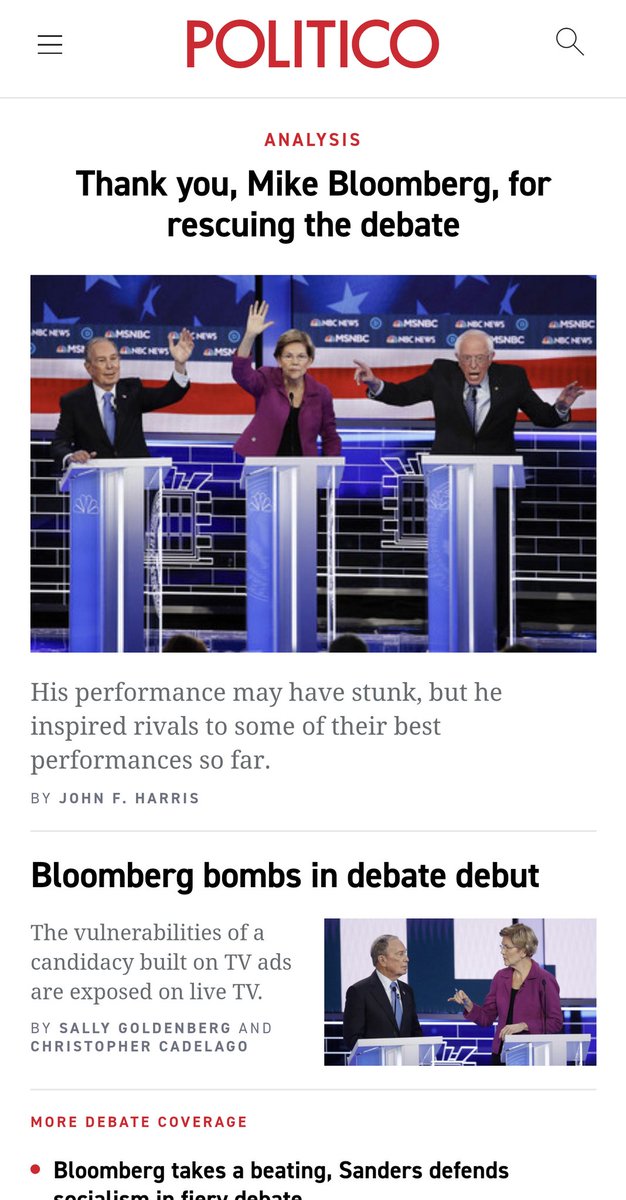 POLITICO
ANALYSIS
Thank you, Mike Bloomberg, for
rescuing the debate
NBC NEWS MSNBC NEWS NBC NEWS MSNBC NBC NEWS MSNBC
NBC NEWS MSNBC NBC NEWS
His performance may have stunk, but he
inspired rivals to some of their best
performances so far.
BY JOHN F. HARRIS
Bloomberg bombs in debate debut
The vulnerabilities of a
candidacy built on TV ads
are exposed on live TV.
BY SALLY GOLDENBERG AND
CHRISTOPHER CADELAGO
MORE DEBATE COVERAGE
Bloomberg takes a beating, Sanders defends
socialism in fiery debate